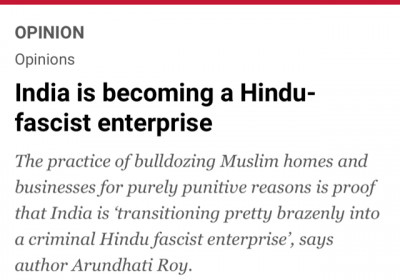 OPINION
Opinions
India is becoming a Hindu-
fascist enterprise
The practice of bulldozing Muslim homes and
businesses for purely punitive reasons is proof
that India is ‘transitioning pretty brazenly into
a criminal Hindu fascist enterprise’, says
author Arundhati Roy.